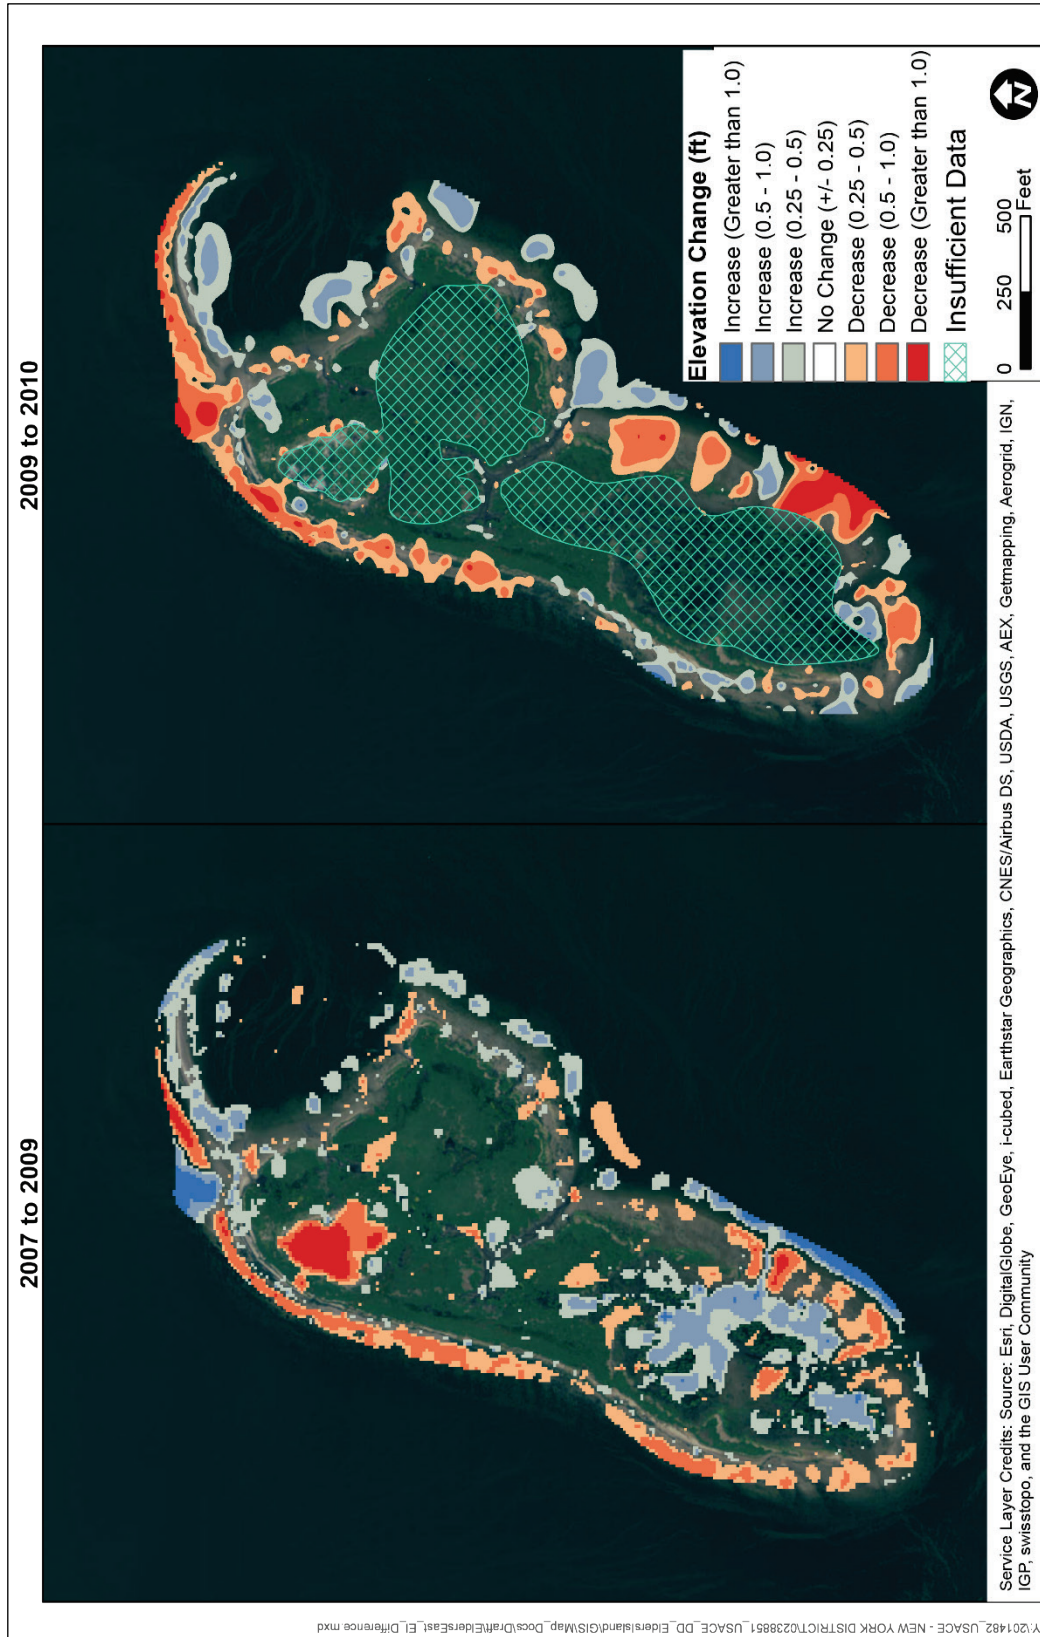 2007 to 2009
2009 to 2010
Elevation Change (ft)
Increase (Greater than 1.0)
Increase (0.5 - 1.0)
Increase (0.25 - 0.5)
No Change (+/- 0.25)
Decrease (0.25 - 0.5)
Decrease (0.5 - 1.0)
Decrease (Greater than 1.0)
Insufficient Data
N
0 250 500
Feet
Service Layer Credits: Source: Esri, DigitalGlobe, GeoEye, i-cubed, Earthstar Geographics, CNES/Airbus DS, USDA, USGS, AEX, Getmapping, Aerogrid, IGN,
IGP, swisstopo, and the GIS User Community
Y:\201482_USACE - NEW YORK DISTRICT\0238851_USACE_DD_EldersIsland\GIS\Map_Docs\Draft\EldersEast_El_Difference.mxd